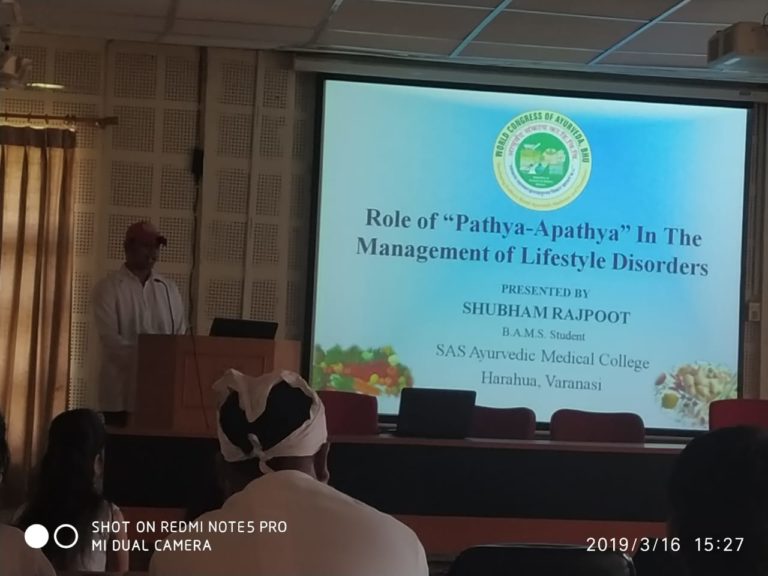 WORLD CONGRESS OF AYURVEDA, BHU
Role of “Pathya-Apathya” In The
Management of Lifestyle Disorders
PRESENTED BY
SHUBHAM RAJPOOT
B.A.M.S. Student
SAS Ayurvedic Medical College
Harahua, Varanasi
SHOT ON REDMI NOTE5 PRO
MI DUAL CAMERA
2019/3/16 15:27